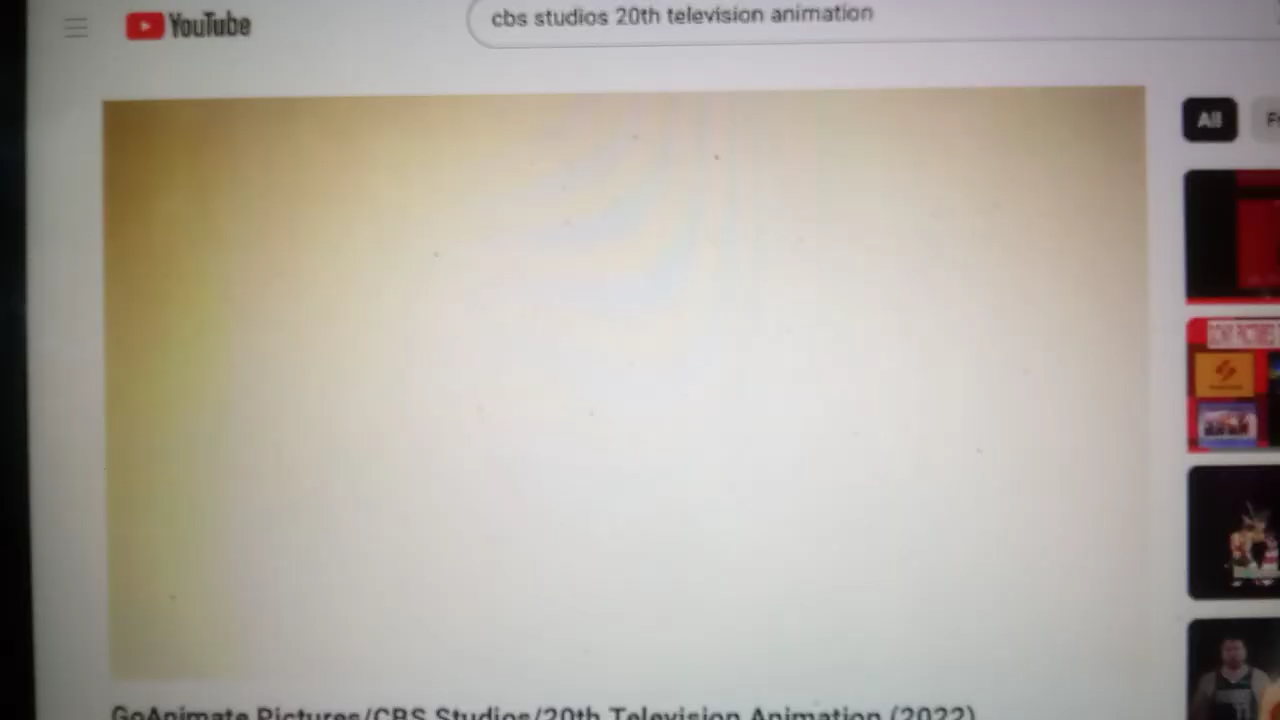 YouTube
cbs studios 20th television animation
All
GoAnimate Pictures/CBS Studios/20th Television Animation (2022)